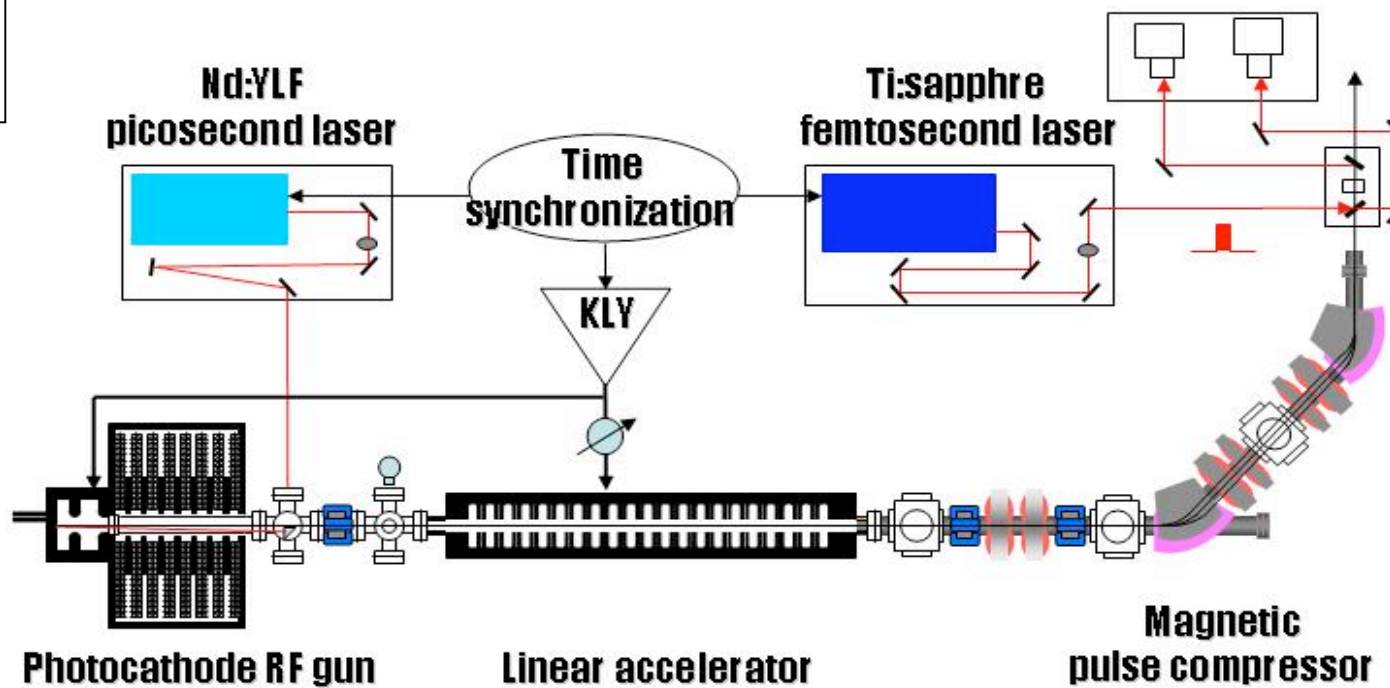 Nd:YLF
picosecond laser
Ti:sapphre
femtosecond laser
Time
synchronization
KLY
Photocathode RF gun
Linear accelerator
Magnetic
pulse compressor